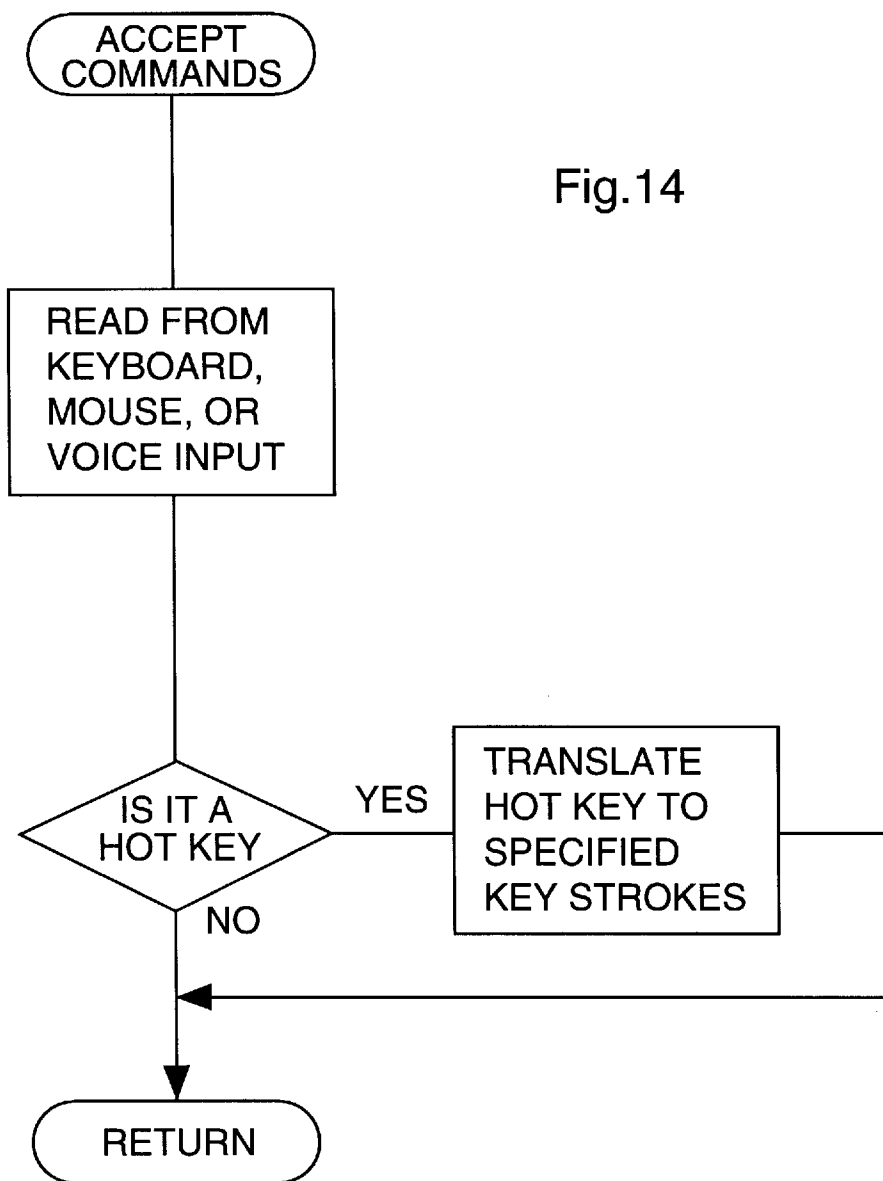 ACCEPT
COMMANDS
Fig.14
READ FROM
KEYBOARD,
MOUSE, OR
VOICE INPUT
IS IT A
HOT KEY
YES
TRANSLATE
HOT KEY TO
SPECIFIED
KEY STROKES
NO
RETURN